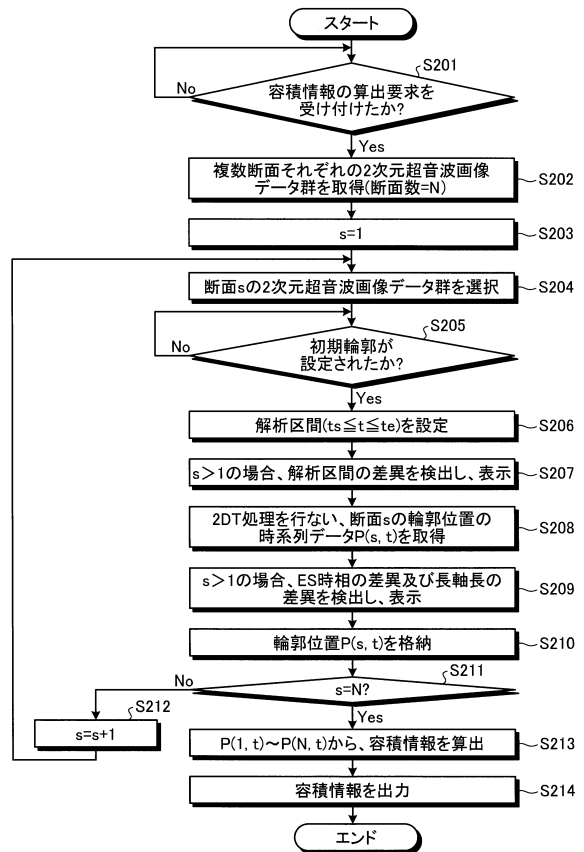 スタート
S201
容積情報の算出要求を
受け付けたか?
No
Yes
複数断面それぞれの2次元超音波画像
データ群を取得(断面数=N)
S202
s=1
S203
断面sの2次元超音波画像データ群を選択
S204
S205
初期輪郭が
設定されたか?
No
Yes
解析区間(ts≦t≦te)を設定
S206
s>1の場合、解析区間の差異を検出し、表示
S207
2DT処理を行ない、断面sの輪郭位置の
時系列データP(s, t)を取得
S208
s>1の場合、ES時相の差異及び長軸長の
差異を検出し、表示
S209
輪郭位置P(s, t)を格納
S210
S211
s=N?
No
Yes
S212
s=s+1
P(1, t)~P(N, t)から、容積情報を算出
S213
容積情報を出力
S214
エンド